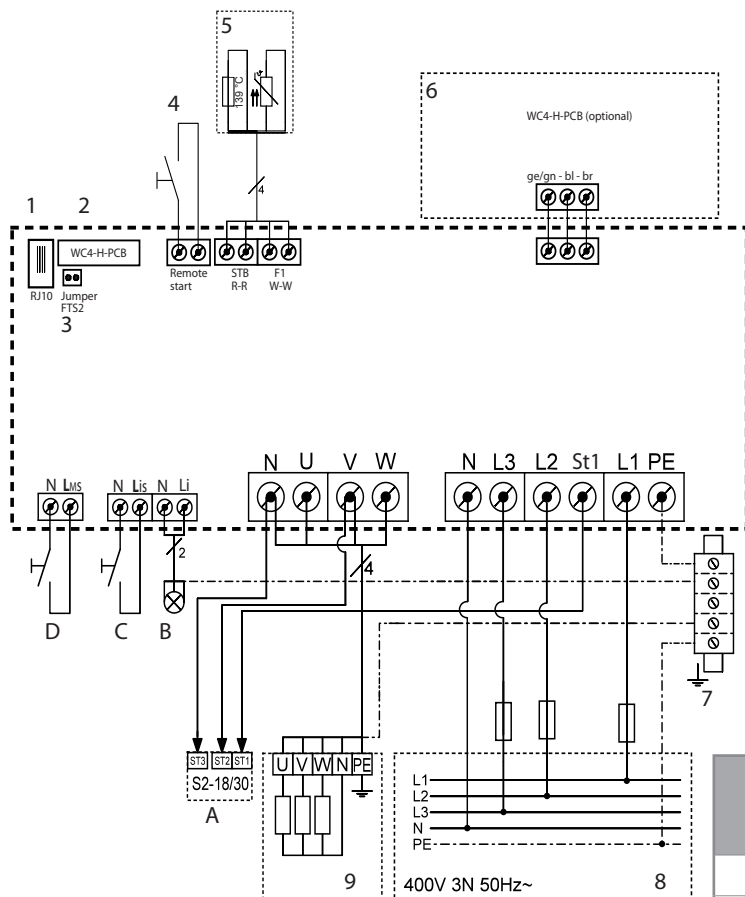 5
139 °C
4
4
6
WC4-H-PCB (optional)
ge/gn - bl - br
1 2
WC4-H-PCB
RJ10
Jumper
FTS2
3
Remote
start
STB
R-R
F1
W-W
N LMS
N LiS N Li
N U V W
N L3 L2 St1 L1 PE
2
4
D C B
7
ST3 ST2 ST1
S2-18/30
A
U V W N PE
9
L1
L2
L3
N
PE
400V 3N 50Hz~
8